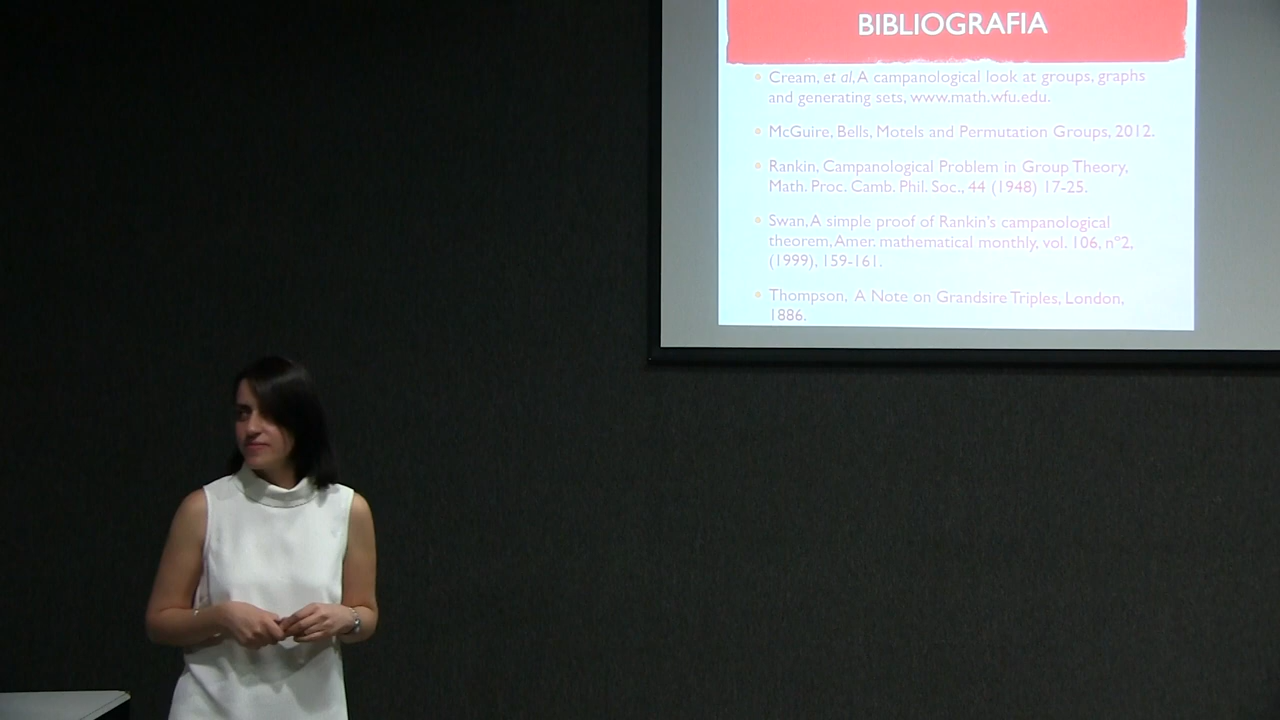 BIBLIOGRAFIA
• Cream, et al, A campanological look at groups, graphs
and generating sets, www.math.wfu.edu.
• McGuire, Bells, Motels and Permutation Groups, 2012.
• Rankin, Campanological Problem in Group Theory,
Math. Proc. Camb. Phil. Soc., 44 (1948) 17-25.
• Swan, A simple proof of Rankin's campanological
theorem, Amer. mathematical monthly, vol. 106, nº2,
(1999), 159-161.
• Thompson, A Note on Grandsire Triples, London,
1886.